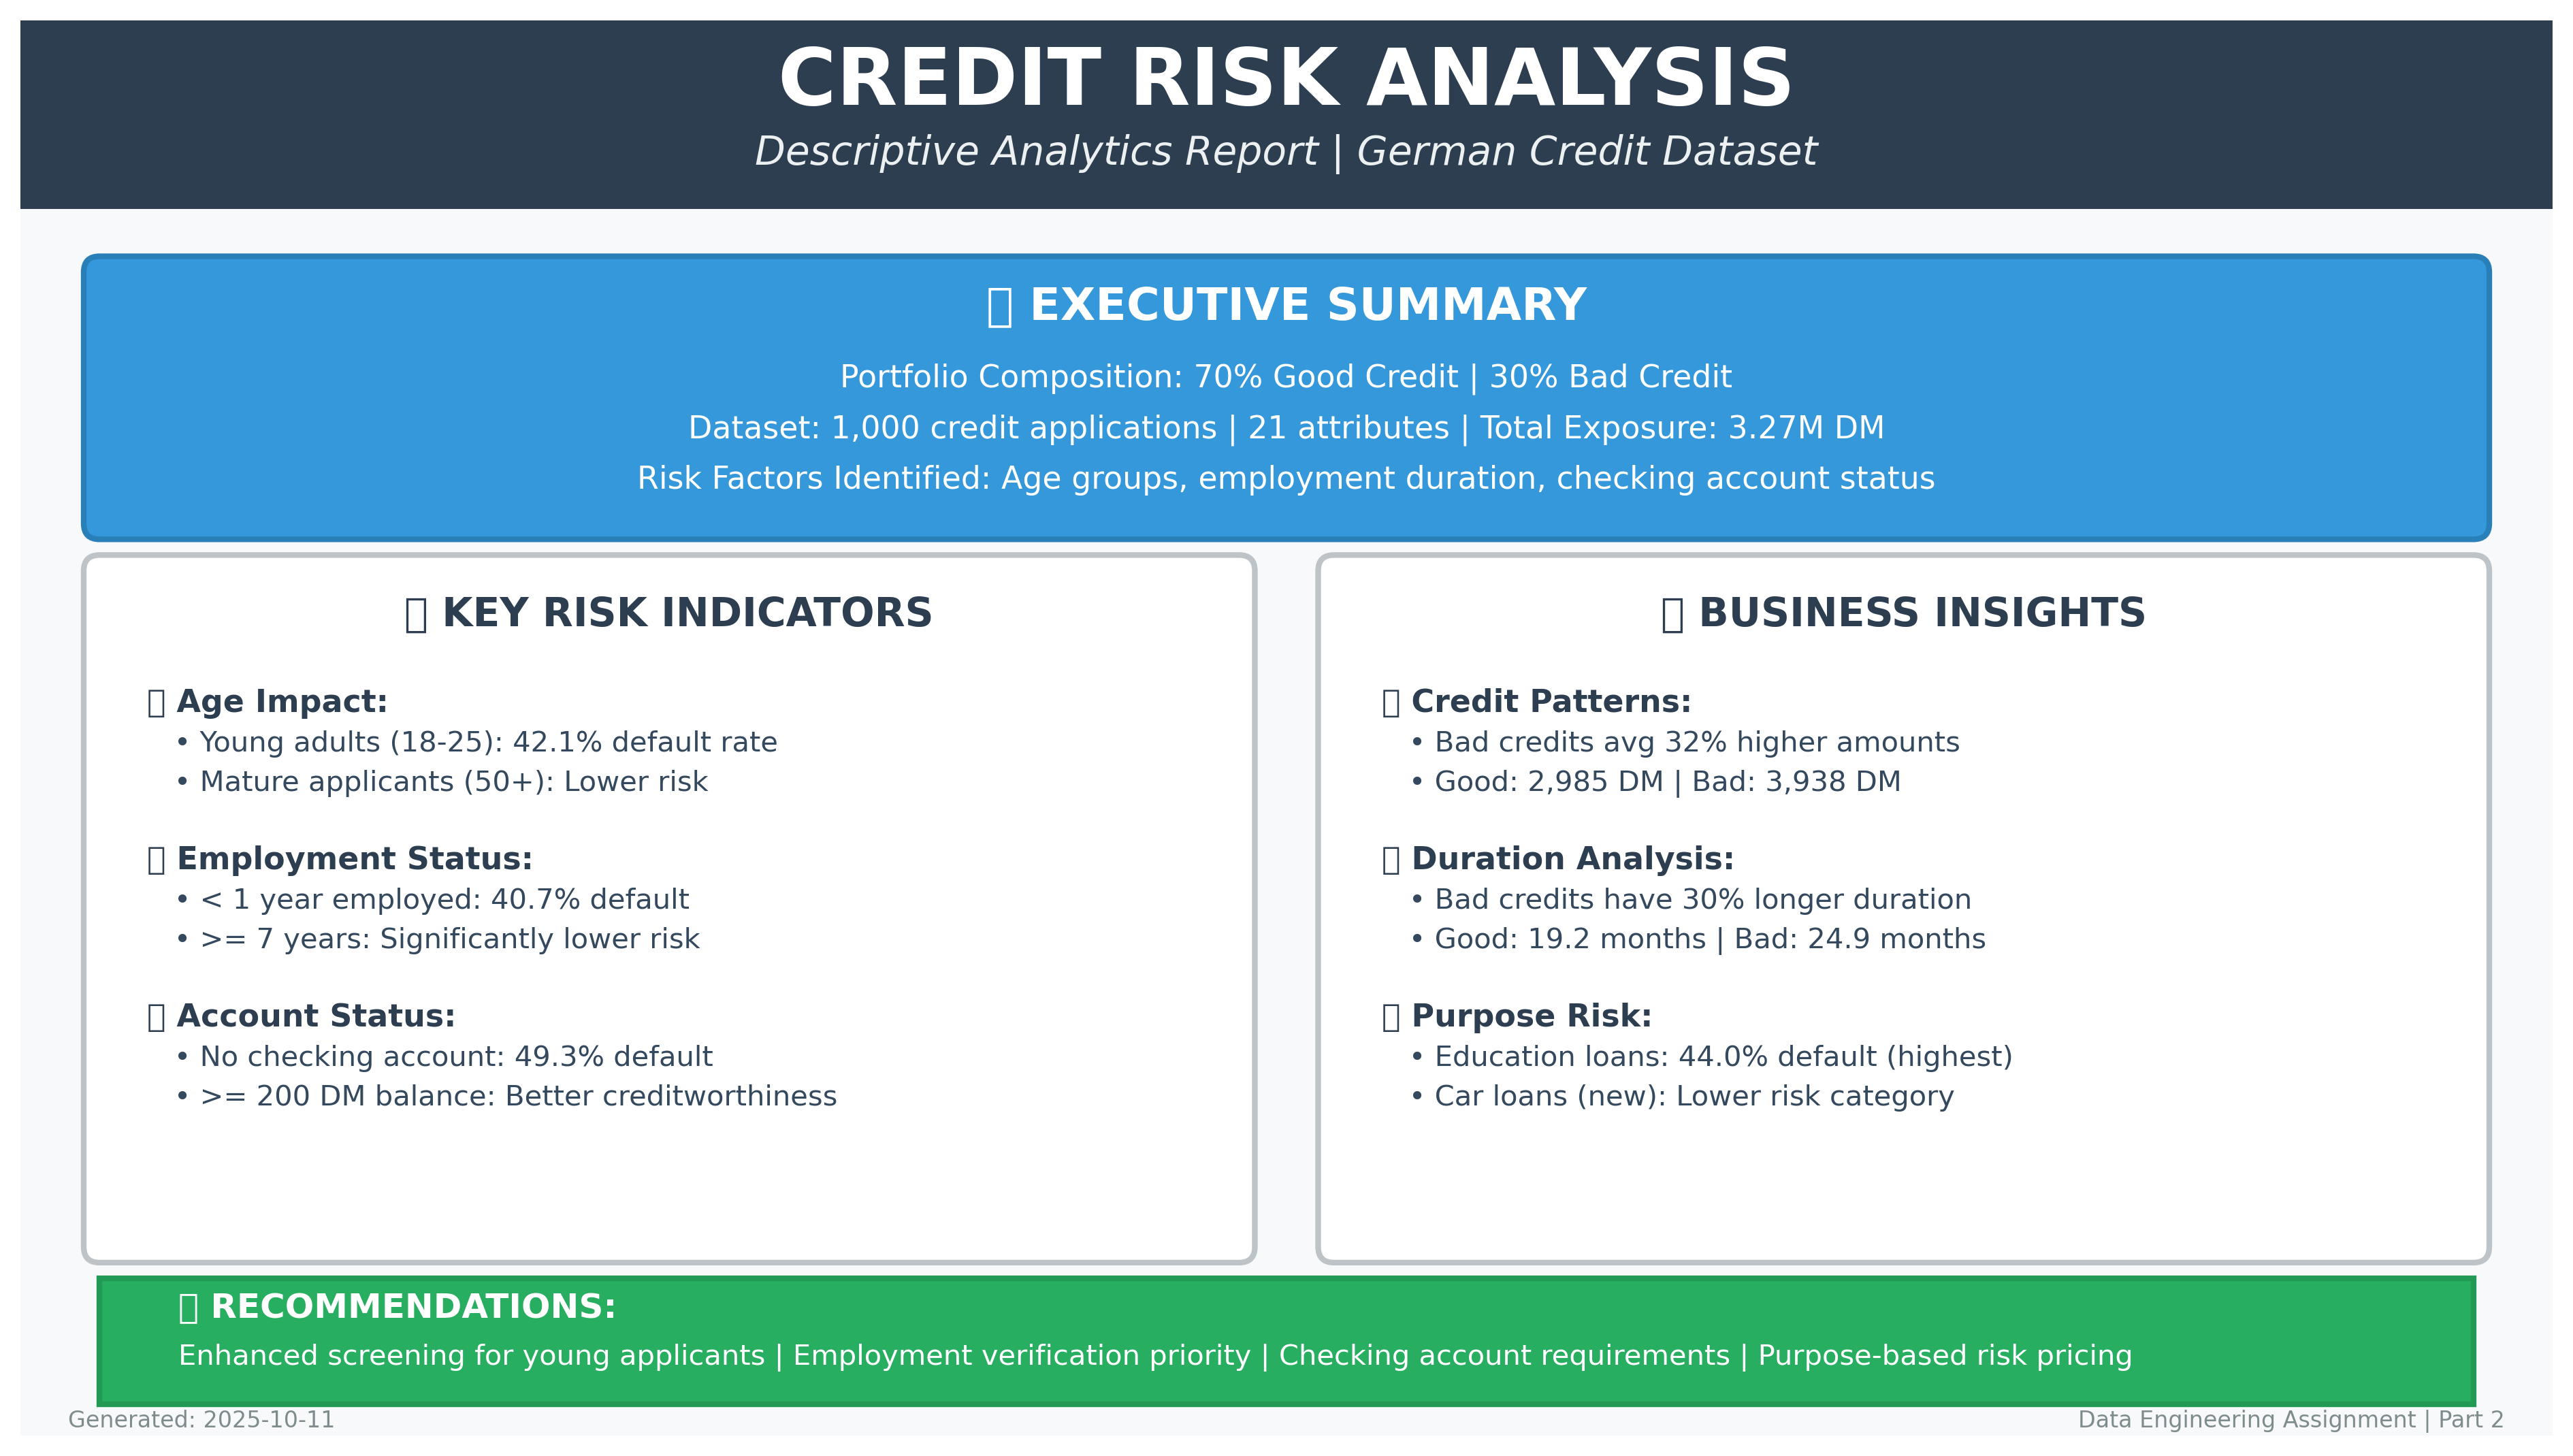 CREDIT RISK ANALYSIS
Descriptive Analytics Report | German Credit Dataset
EXECUTIVE SUMMARY
Portfolio Composition: 70% Good Credit | 30% Bad Credit
Dataset: 1,000 credit applications | 21 attributes | Total Exposure: 3.27M DM
Risk Factors Identified: Age groups, employment duration, checking account status
KEY RISK INDICATORS
Age Impact:
• Young adults (18-25): 42.1% default rate
• Mature applicants (50+): Lower risk
Employment Status:
• < 1 year employed: 40.7% default
• >= 7 years: Significantly lower risk
Account Status:
• No checking account: 49.3% default
• >= 200 DM balance: Better creditworthiness
BUSINESS INSIGHTS
Credit Patterns:
• Bad credits avg 32% higher amounts
• Good: 2,985 DM | Bad: 3,938 DM
Duration Analysis:
• Bad credits have 30% longer duration
• Good: 19.2 months | Bad: 24.9 months
Purpose Risk:
• Education loans: 44.0% default (highest)
• Car loans (new): Lower risk category
RECOMMENDATIONS:
Enhanced screening for young applicants | Employment verification priority | Checking account requirements | Purpose-based risk pricing
Generated: 2025-10-11
Data Engineering Assignment | Part 2